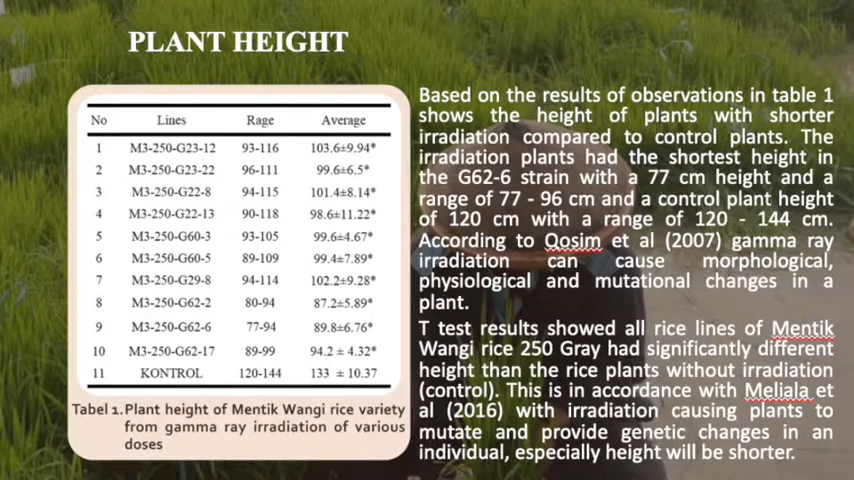 PLANT HEIGHT
No Lines Rage Average
1 M3-250-G23-12 93-116 103.6±9.94*
2 M3-250-G23-22 96-111 99.6±6.5*
3 M3-250-G22-8 94-115 101.4±8.14*
4 M3-250-G22-13 90-118 98.6±11.22*
5 M3-250-G60-3 93-105 99.6±4.67*
6 M3-250-G60-5 89-109 99.4±7.89*
7 M3-250-G29-8 94-114 102.2±9.28*
8 M3-250-G62-2 80-94 87.2±5.89*
9 M3-250-G62-6 77-94 89.8±6.76*
10 M3-250-G62-17 89-99 94.2 ± 4.32*
11 KONTROL 120-144 133 ± 10.37
Tabel 1.Plant height of Mentik Wangi rice variety
from gamma ray irradiation of various
doses
Based on the results of observations in table 1
shows the height of plants with shorter
irradiation compared to control plants. The
irradiation plants had the shortest height in
the G62-6 strain with a 77 cm height and a
range of 77 - 96 cm and a control plant height
of 120 cm with a range of 120 - 144 cm.
According to Qosim et al (2007) gamma ray
irradiation can cause morphological,
physiological and mutational changes in a
plant.
T test results showed all rice lines of Mentik
Wangi rice 250 Gray had significantly different
height than the rice plants without irradiation
(control). This is in accordance with Meliala et
al (2016) with irradiation causing plants to
mutate and provide genetic changes in an
individual, especially height will be shorter.